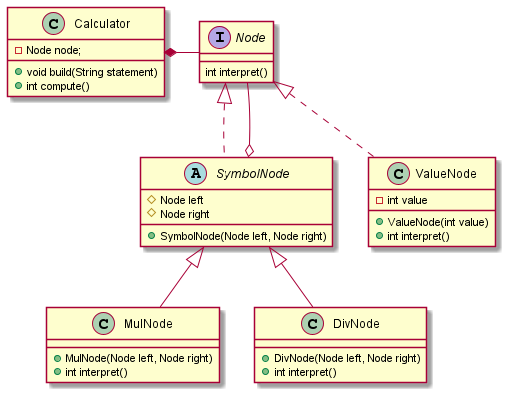 C Calculator
Node node;
void build(String statement)
int compute()
I Node
int interpret()
A SymbolNode
Node left
Node right
SymbolNode(Node left, Node right)
C ValueNode
int value
ValueNode(int value)
int interpret()
C MulNode
MulNode(Node left, Node right)
int interpret()
C DivNode
DivNode(Node left, Node right)
int interpret()